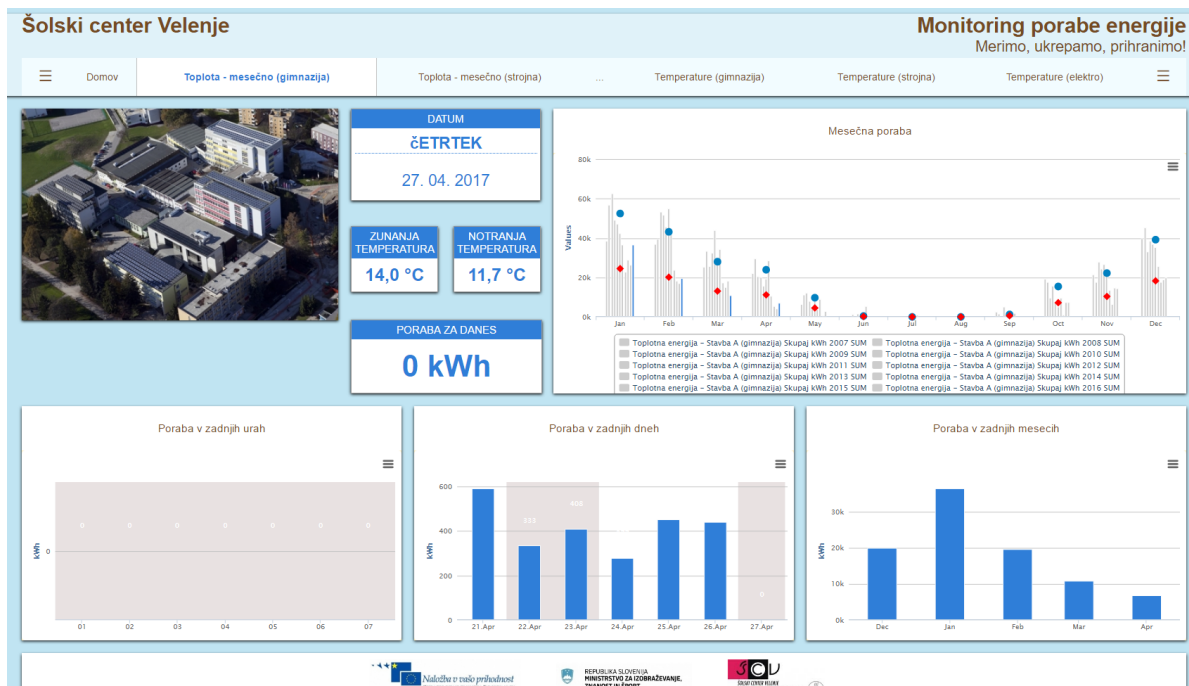 Šolski center Velenje
Monitoring porabe energije
Merimo, ukrepamo, prihranimo!
Domov
Toplota - mesečno (gimnazija)
Toplota - mesečno (strojna)
...
Temperature (gimnazija)
Temperature (strojna)
Temperature (elektro)
DATUM
čETRTEK
27. 04. 2017
ZUNANJA
TEMPERATURA
14,0 °C
NOTRANJA
TEMPERATURA
11,7 °C
PORABA ZA DANES
0 kWh
Mesečna poraba
Values
80k
60k
40k
20k
0k
Jan Feb Mar Apr May Jun Jul Aug Sep Oct Nov Dec
Toplotna energija – Stavba A (gimnazija) Skupaj kWh 2007 SUM
Toplotna energija – Stavba A (gimnazija) Skupaj kWh 2008 SUM
Toplotna energija – Stavba A (gimnazija) Skupaj kWh 2009 SUM
Toplotna energija – Stavba A (gimnazija) Skupaj kWh 2010 SUM
Toplotna energija – Stavba A (gimnazija) Skupaj kWh 2011 SUM
Toplotna energija – Stavba A (gimnazija) Skupaj kWh 2012 SUM
Toplotna energija – Stavba A (gimnazija) Skupaj kWh 2013 SUM
Toplotna energija – Stavba A (gimnazija) Skupaj kWh 2014 SUM
Toplotna energija – Stavba A (gimnazija) Skupaj kWh 2015 SUM
Toplotna energija – Stavba A (gimnazija) Skupaj kWh 2016 SUM
Poraba v zadnjih urah
kWh
0
0 0 0 0 0 0 0
01 02 03 04 05 06 07
Poraba v zadnjih dneh
kWh
600
400
200
0
333
408
0
21.Apr 22.Apr 23.Apr 24.Apr 25.Apr 26.Apr 27.Apr
Poraba v zadnjih mesecih
kWh
30k
20k
10k
0k
Dec Jan Feb Mar Apr
Naložba v vašo prihodnost
REPUBLIKA SLOVENIJA
MINISTRSTVO ZA IZOBRAŽEVANJE,
ZNANOST IN ŠPORT
SCV
ŠOLSKI CENTER VELENJE